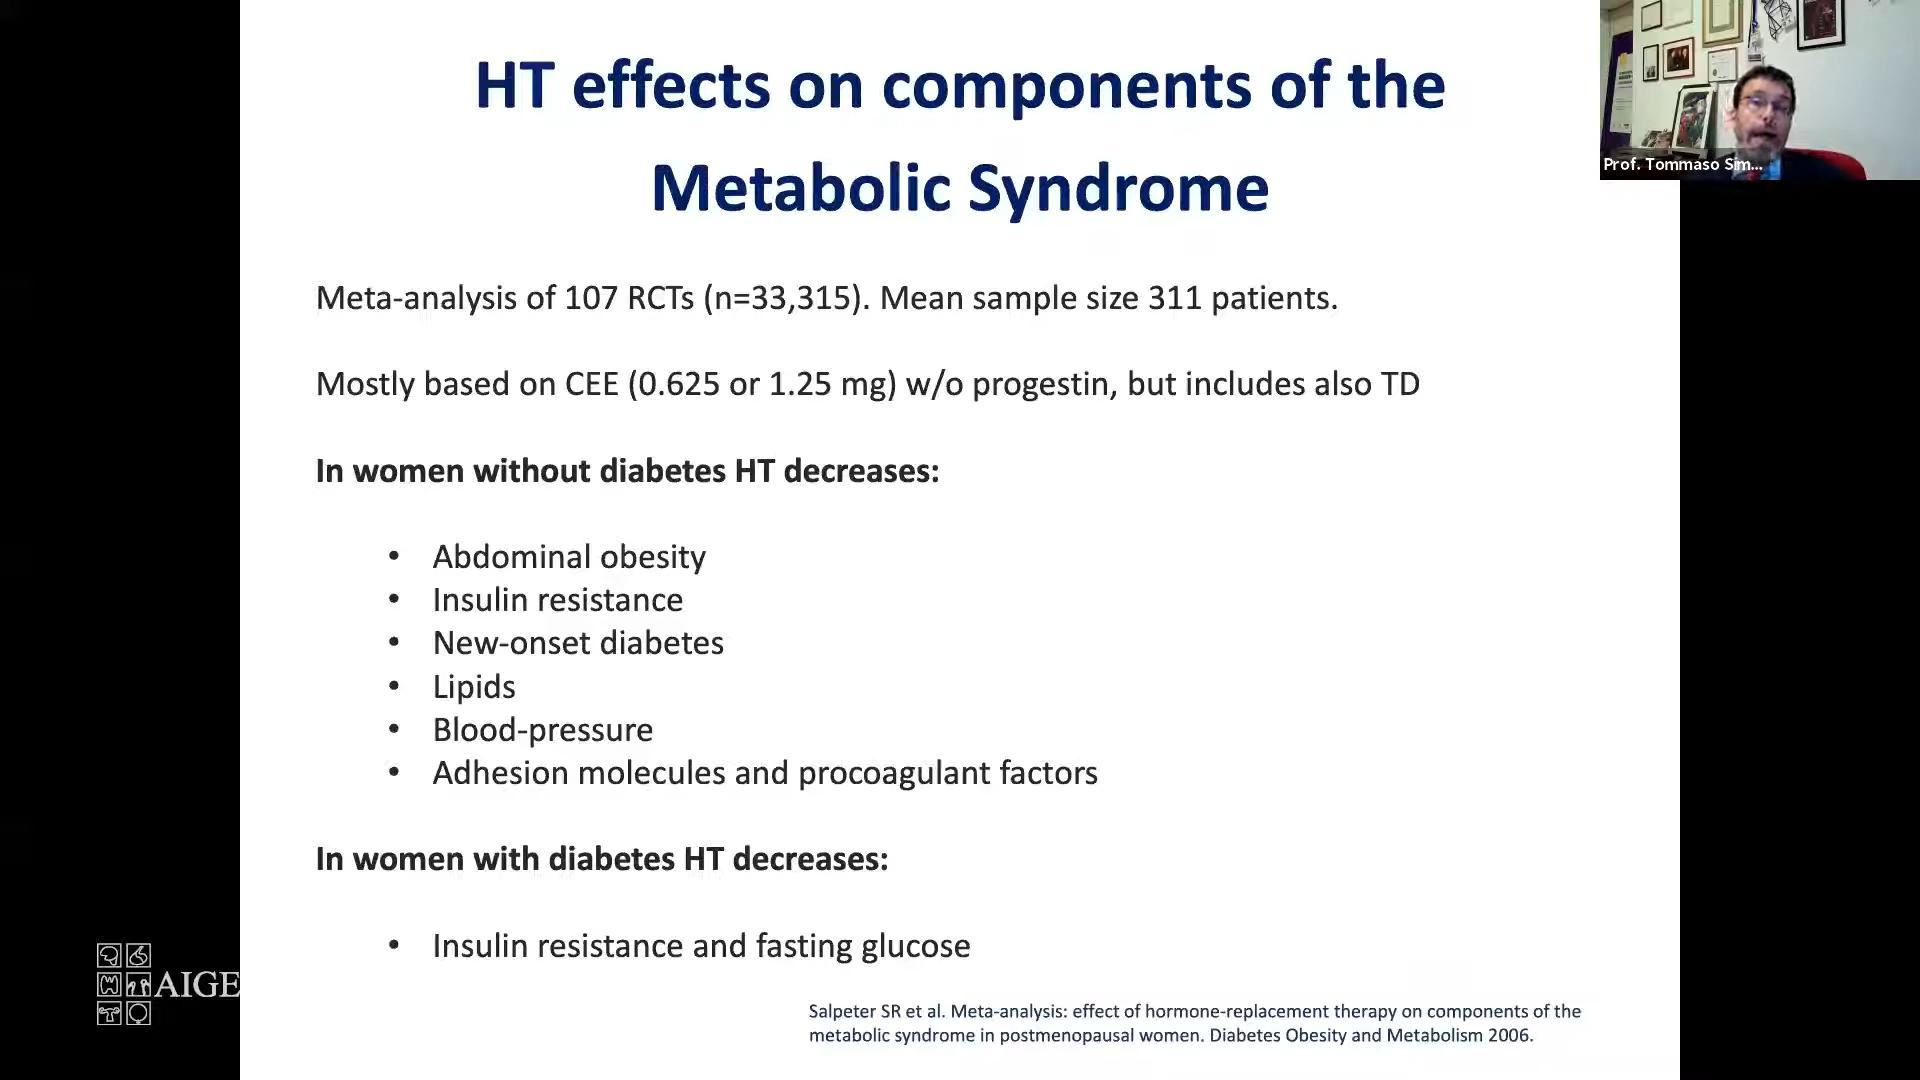 HT effects on components of the
Metabolic Syndrome
Prof. Tommaso Sim...
Meta-analysis of 107 RCTs (n=33,315). Mean sample size 311 patients.
Mostly based on CEE (0.625 or 1.25 mg) w/o progestin, but includes also TD
In women without diabetes HT decreases:
• Abdominal obesity
• Insulin resistance
• New-onset diabetes
• Lipids
• Blood-pressure
• Adhesion molecules and procoagulant factors
In women with diabetes HT decreases:
• Insulin resistance and fasting glucose
AIGE
Salpeter SR et al. Meta-analysis: effect of hormone-replacement therapy on components of the
metabolic syndrome in postmenopausal women. Diabetes Obesity and Metabolism 2006.